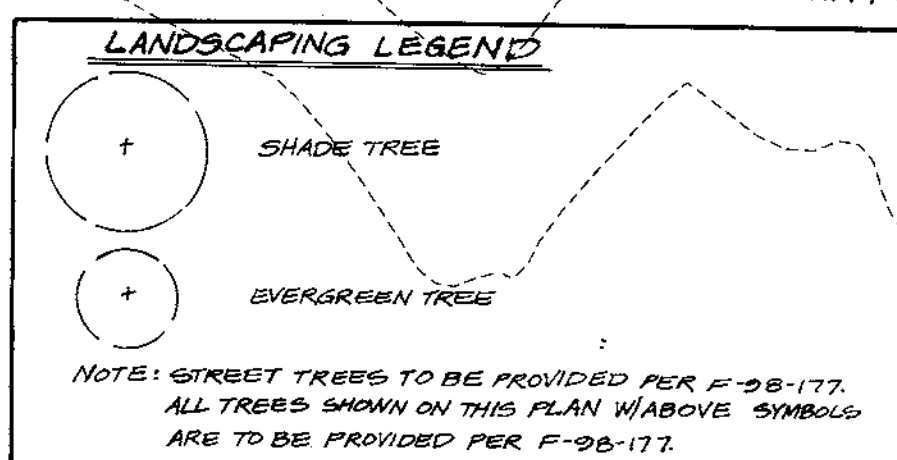 LANDSCAPING LEGEND
SHADE TREE
EVERGREEN TREE
NOTE: STREET TREES TO BE PROVIDED PER F-98-177.
ALL TREES SHOWN ON THIS PLAN W/ABOVE SYMBOLS
ARE TO BE PROVIDED PER F-98-177.